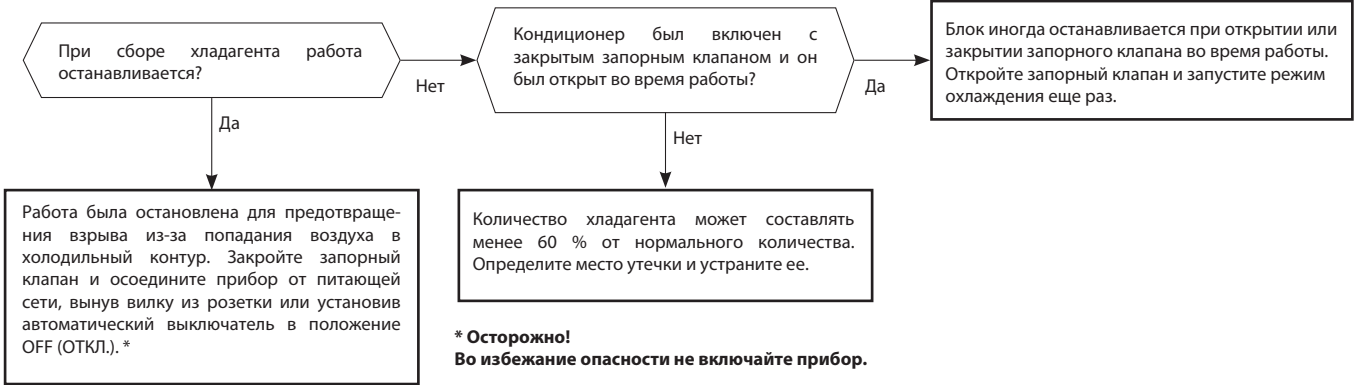 При сборе хладагента работа
останавливается?
Нет
Да
Кондиционер был включен с
закрытым запорным клапаном и он
был открыт во время работы?
Да
Нет
Блок иногда останавливается при открытии или
закрытии запорного клапана во время работы.
Откройте запорный клапан и запустите режим
охлаждения еще раз.
Работа была остановлена для предотвраще-
ния взрыва из-за попадания воздуха в
холодильный контур. Закройте запорный
клапан и осоедините прибор от питающей
сети, вынув вилку из розетки или установив
автоматический выключатель в положение
OFF (ОТКЛ.). *
Количество хладагента может составлять
менее 60 % от нормального количества.
Определите место утечки и устраните ее.
* Осторожно!
Во избежание опасности не включайте прибор.